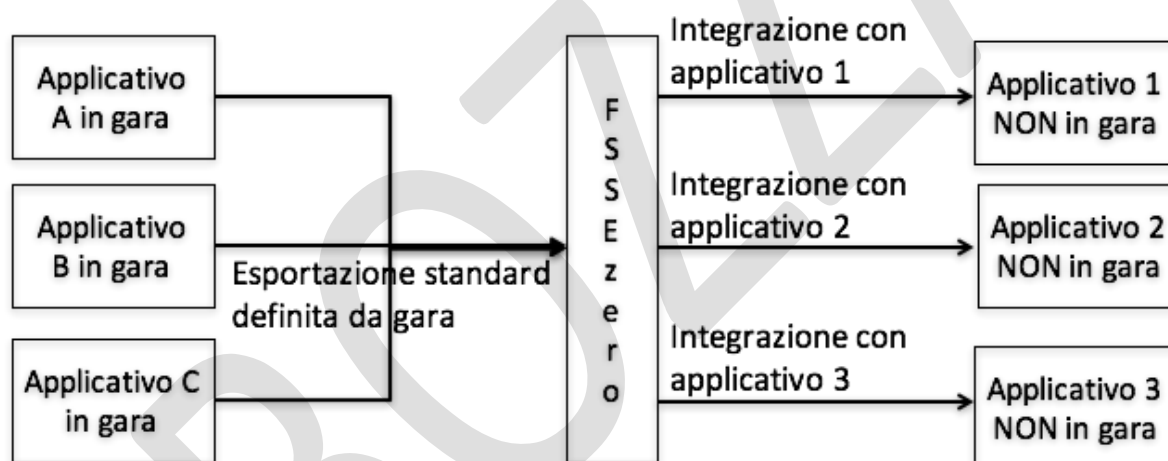 Applicativo
A in gara
Applicativo
B in gara
Applicativo C
in gara
Esportazione standard
definita da gara
F
S
S
E
z
e
r
o
Integrazione con
applicativo 1
Integrazione con
applicativo 2
Integrazione con
applicativo 3
Applicativo 1
NON in gara
Applicativo 2
NON in gara
Applicativo 3
NON in gara